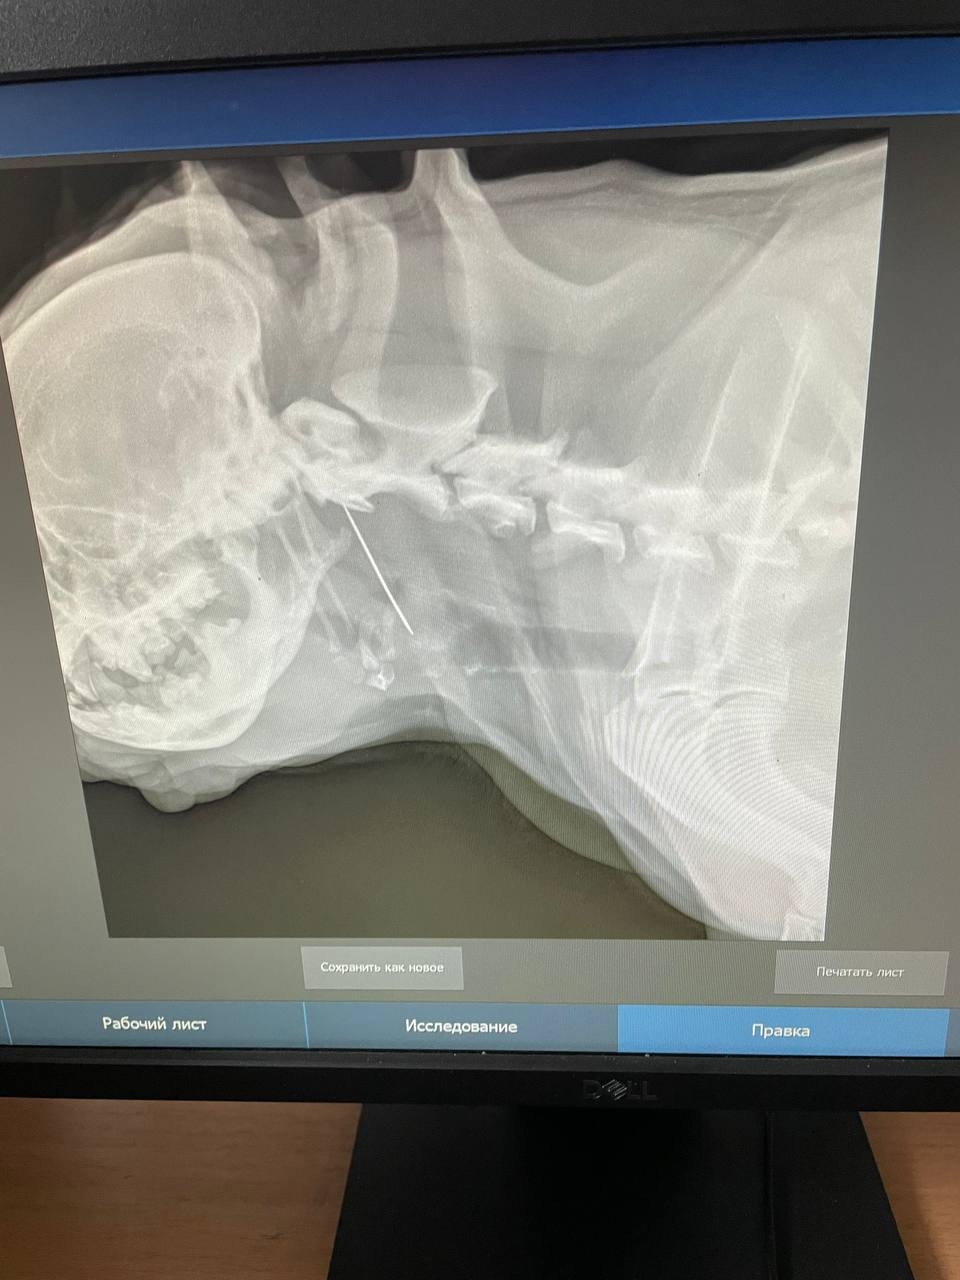 Сохранить как новое
Печатать лист
Рабочий лист
Исследование
Правка
DELL